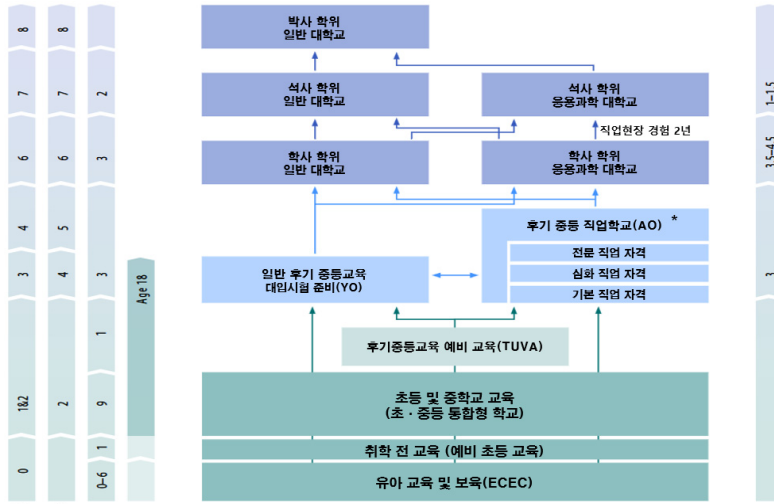 박사 학위
일반 대학교
석사 학위
일반 대학교
석사 학위
응용과학 대학교
직업현장 경험 2년
학사 학위
일반 대학교
학사 학위
응용과학 대학교
후기 중등 직업학교(AO) *
전문 직업 자격
심화 직업 자격
기본 직업 자격
일반 후기 중등교육
대입시험 준비(YO)
후기중등교육 예비 교육(TUVA)
초등 및 중학교 교육
(초 · 중등 통합형 학교)
취학 전 교육 (예비 초등 교육)
유아 교육 및 보육(ECEC)
8
7
6
4
3
1&2
0
8
7
6
5
4
2
2
3
3
1
9
1
0-6
Age 18
1-1.5
3.5-4.5
3